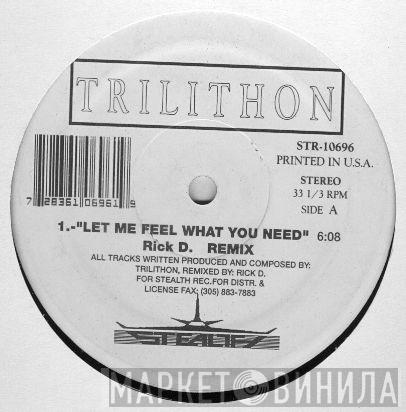 TRILITHON
STR-10696
PRINTED IN U.S.A.
STEREO
33 1/3 RPM
SIDE A
7 28361 06961 9
1.-"LET ME FEEL WHAT YOU NEED" 6:08
Rick D. REMIX
ALL TRACKS WRITTEN PRODUCED AND COMPOSED BY:
TRILITHON, REMIXED BY: RICK D.
FOR STEALTH REC.FOR DISTR. &
LICENSE FAX: (305) 883-7883
STEALTH
МАРКЕТ ВИНИЛА